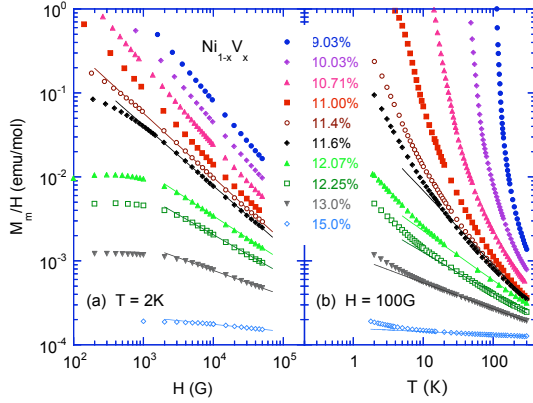 10⁰
10⁻¹
10⁻²
10⁻³
10⁻⁴
M_m/H (emu/mol)
Ni₁₋ₓVₓ
9.03%
10.03%
10.71%
11.00%
11.4%
11.6%
12.07%
12.25%
13.0%
15.0%
(a) T = 2K
(b) H = 100G
10² 10³ 10⁴ 10⁵
1 10 100
H (G)
T (K)